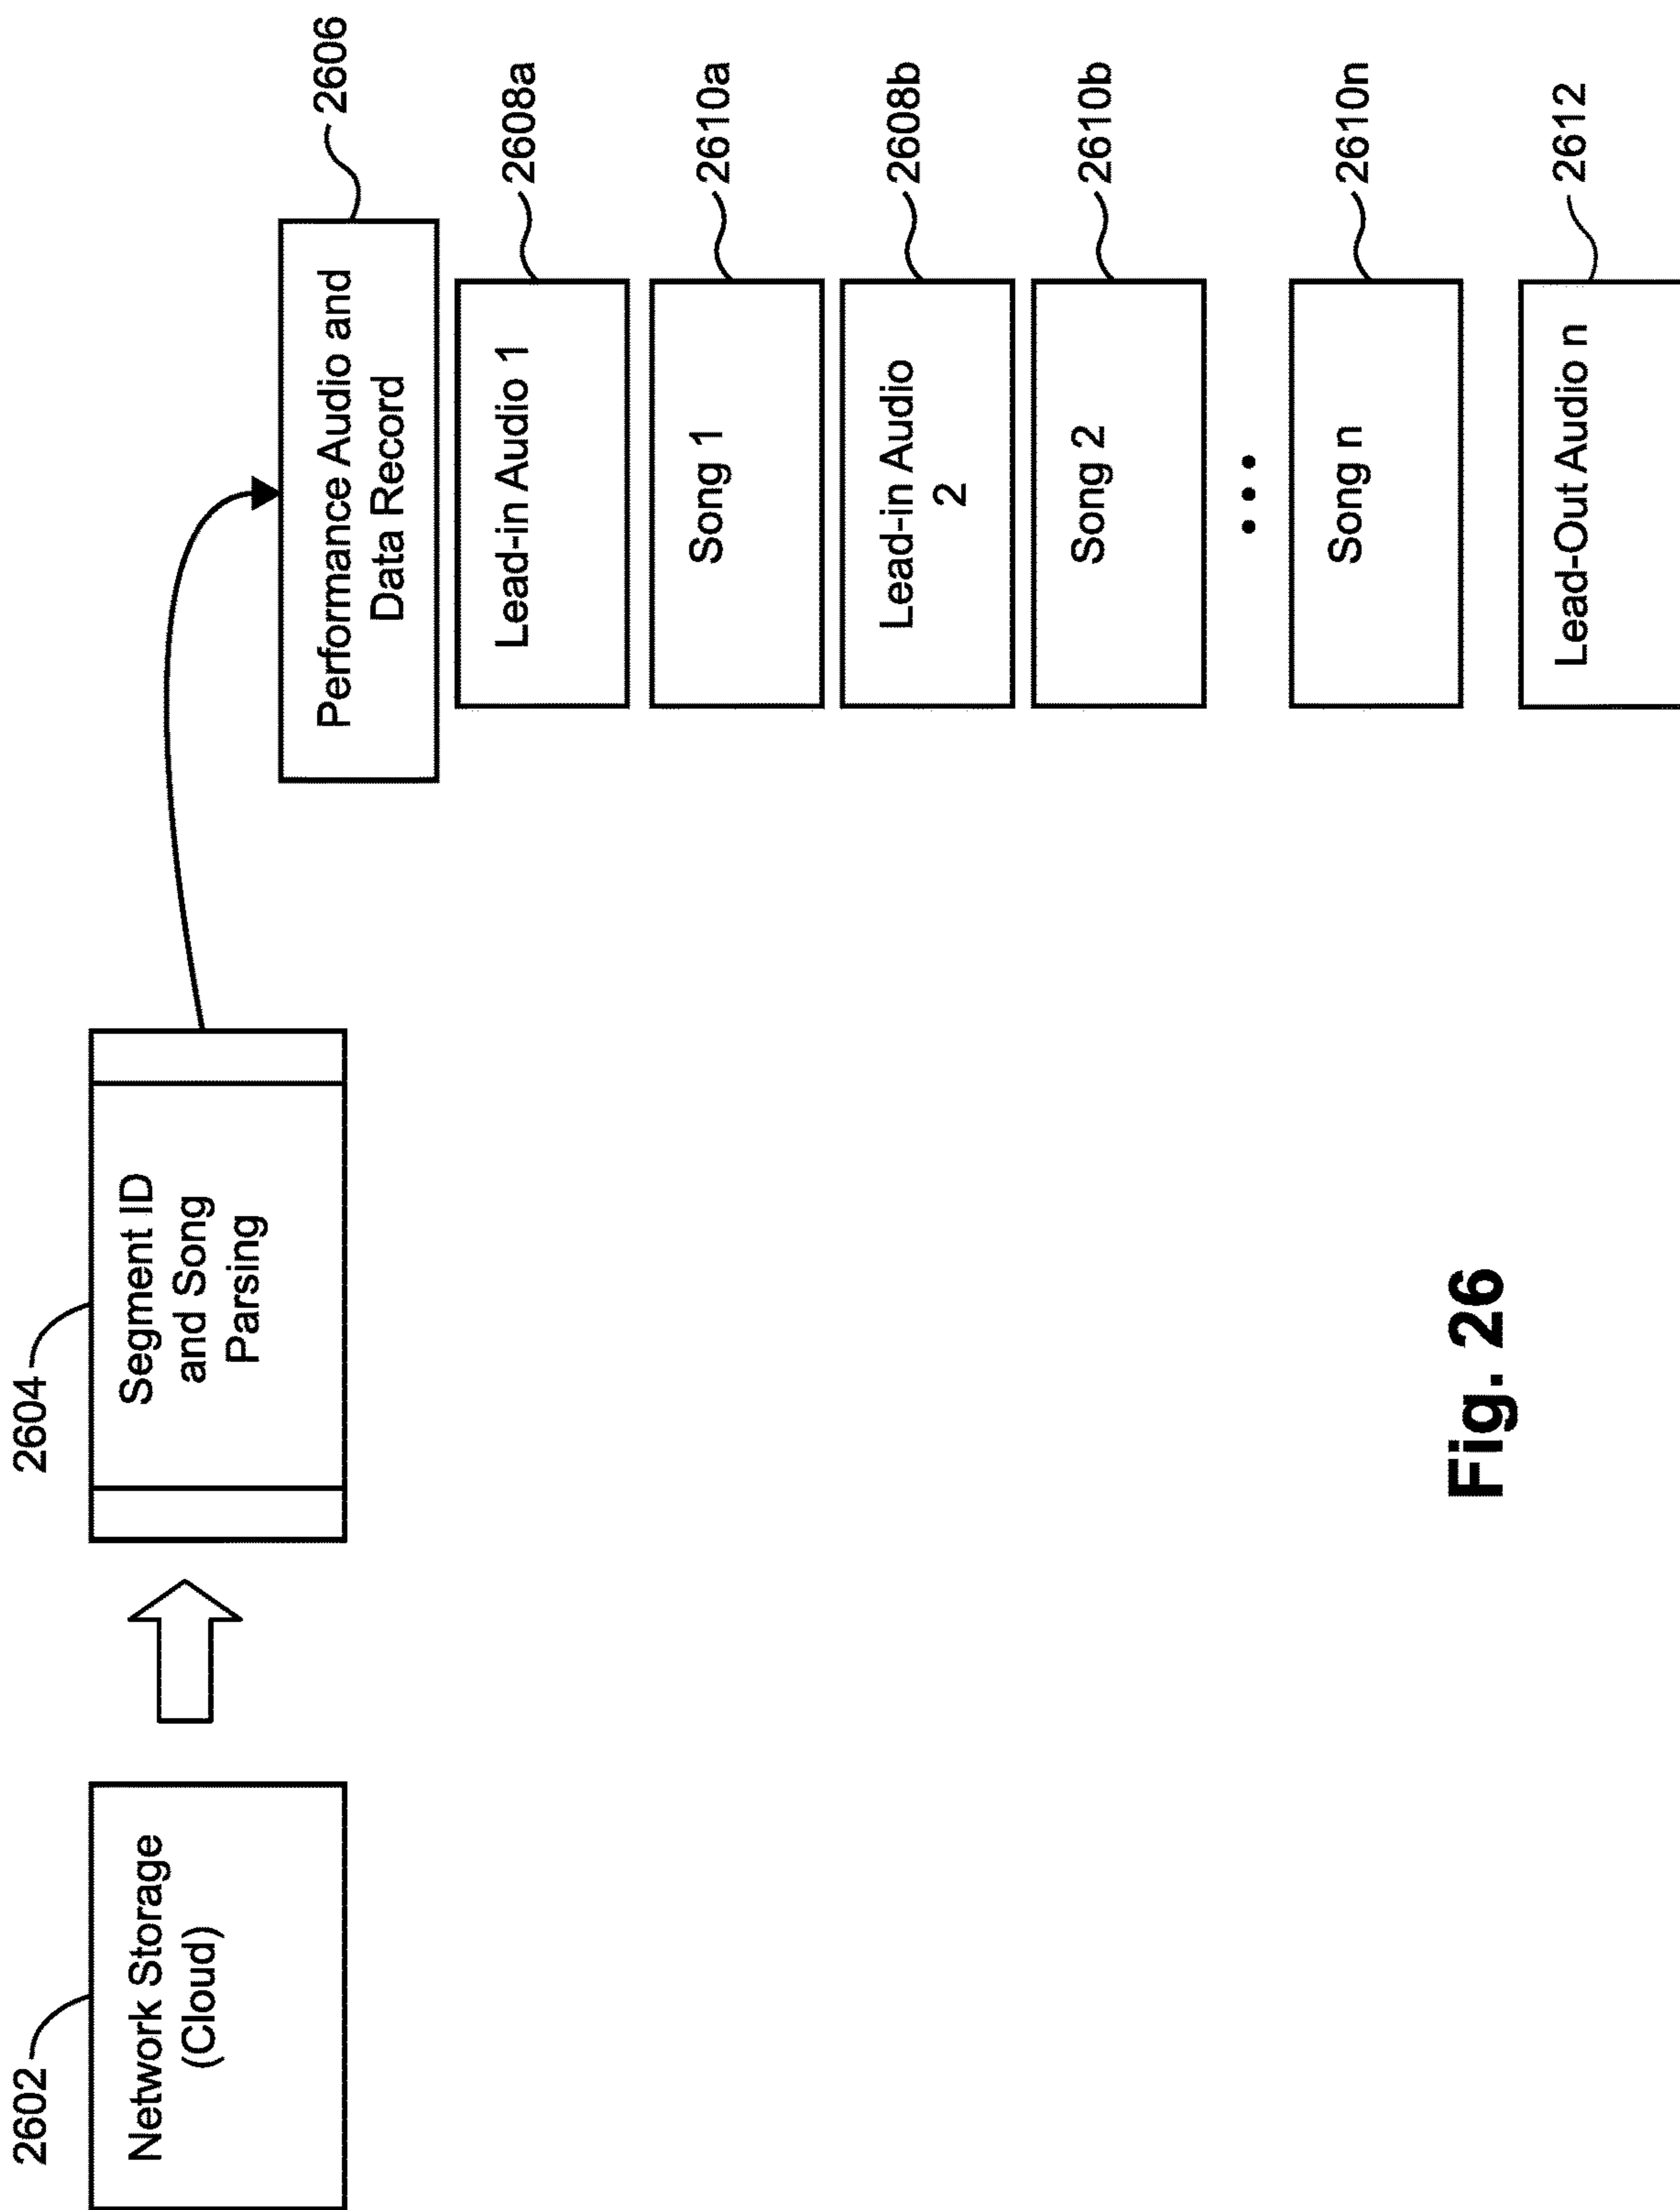 2602
Network Storage
(Cloud)
2604
Segment ID
and Song
Parsing
2606
Performance Audio and
Data Record
2608a
Lead-in Audio 1
2610a
Song 1
2608b
Lead-in Audio
2
2610b
Song 2
...
2610n
Song n
2612
Lead-Out Audio n
Fig. 26